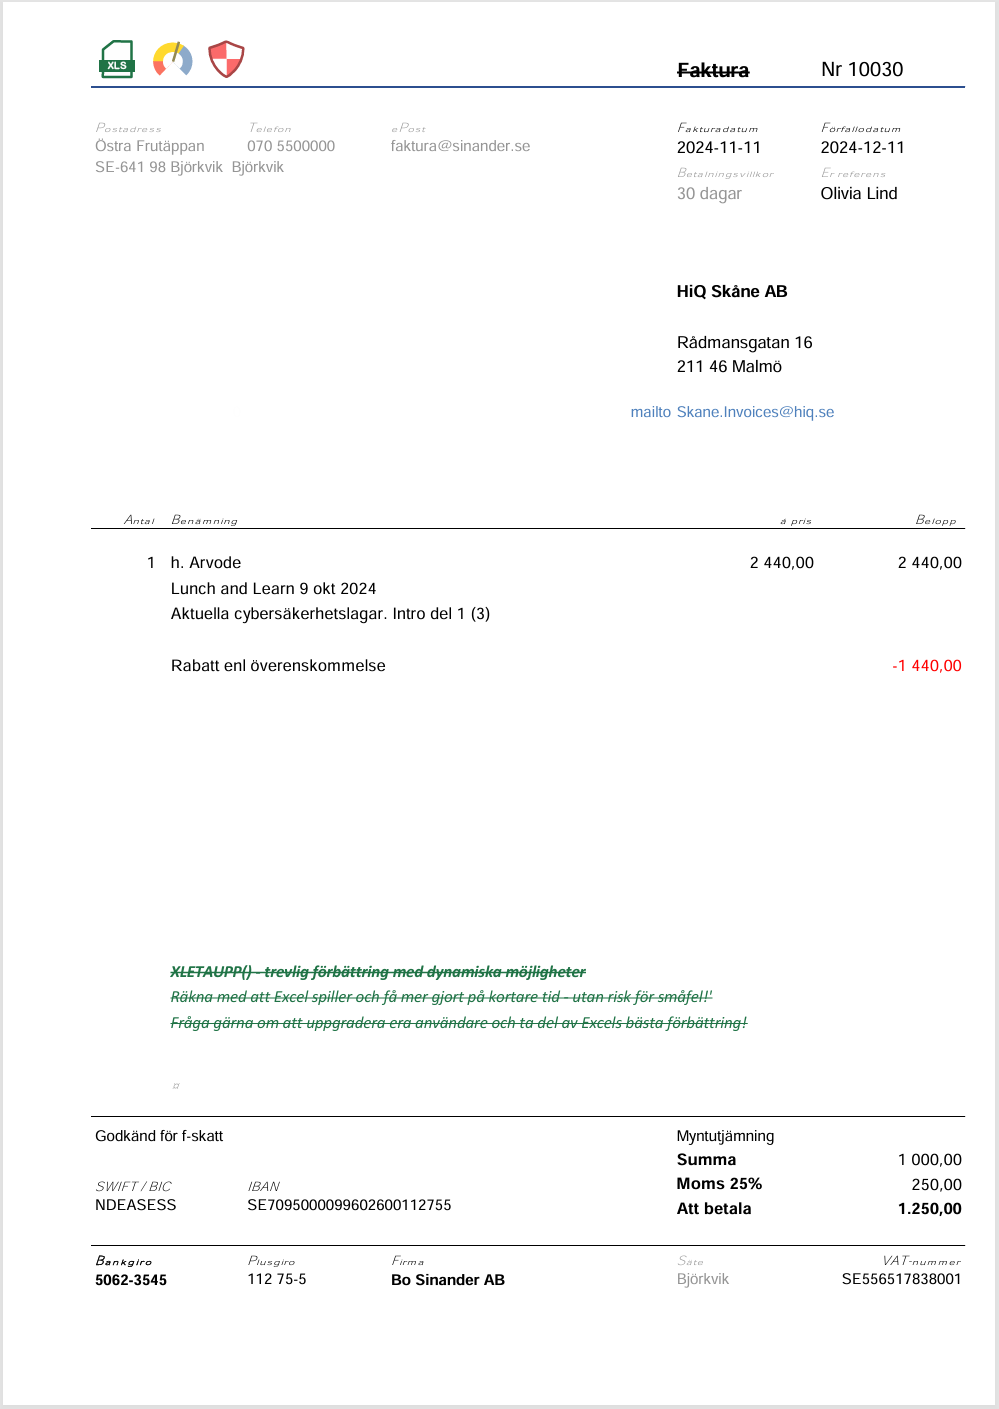 XLS
Faktura Nr 10030
Postadress Telefon ePost Fakturadatum Förfallodatum
Östra Frutäppan 070 5500000 faktura@sinander.se 2024-11-11 2024-12-11
SE-641 98 Björkvik Björkvik
Betalningsvillkor Er referens
30 dagar Olivia Lind
HiQ Skåne AB
Rådmansgatan 16
211 46 Malmö
mailto Skane.Invoices@hiq.se
Antal Benämning à pris Belopp
1 h. Arvode 2 440,00 2 440,00
Lunch and Learn 9 okt 2024
Aktuella cybersäkerhetslagar. Intro del 1 (3)
Rabatt enl överenskommelse -1 440,00
XLETAUPP() - trevlig förbättring med dynamiska möjligheter
Räkna med att Excel spiller och få mer gjort på kortare tid - utan risk för småfel!'
Fråga gärna om att uppgradera era användare och ta del av Excels bästa förbättring!
¤
Godkänd för f-skatt Myntutjämning
Summa 1 000,00
SWIFT / BIC IBAN Moms 25% 250,00
NDEASESS SE7095000099602600112755 Att betala 1.250,00
Bankgiro Plusgiro Firma Säte VAT-nummer
5062-3545 112 75-5 Bo Sinander AB Björkvik SE556517838001